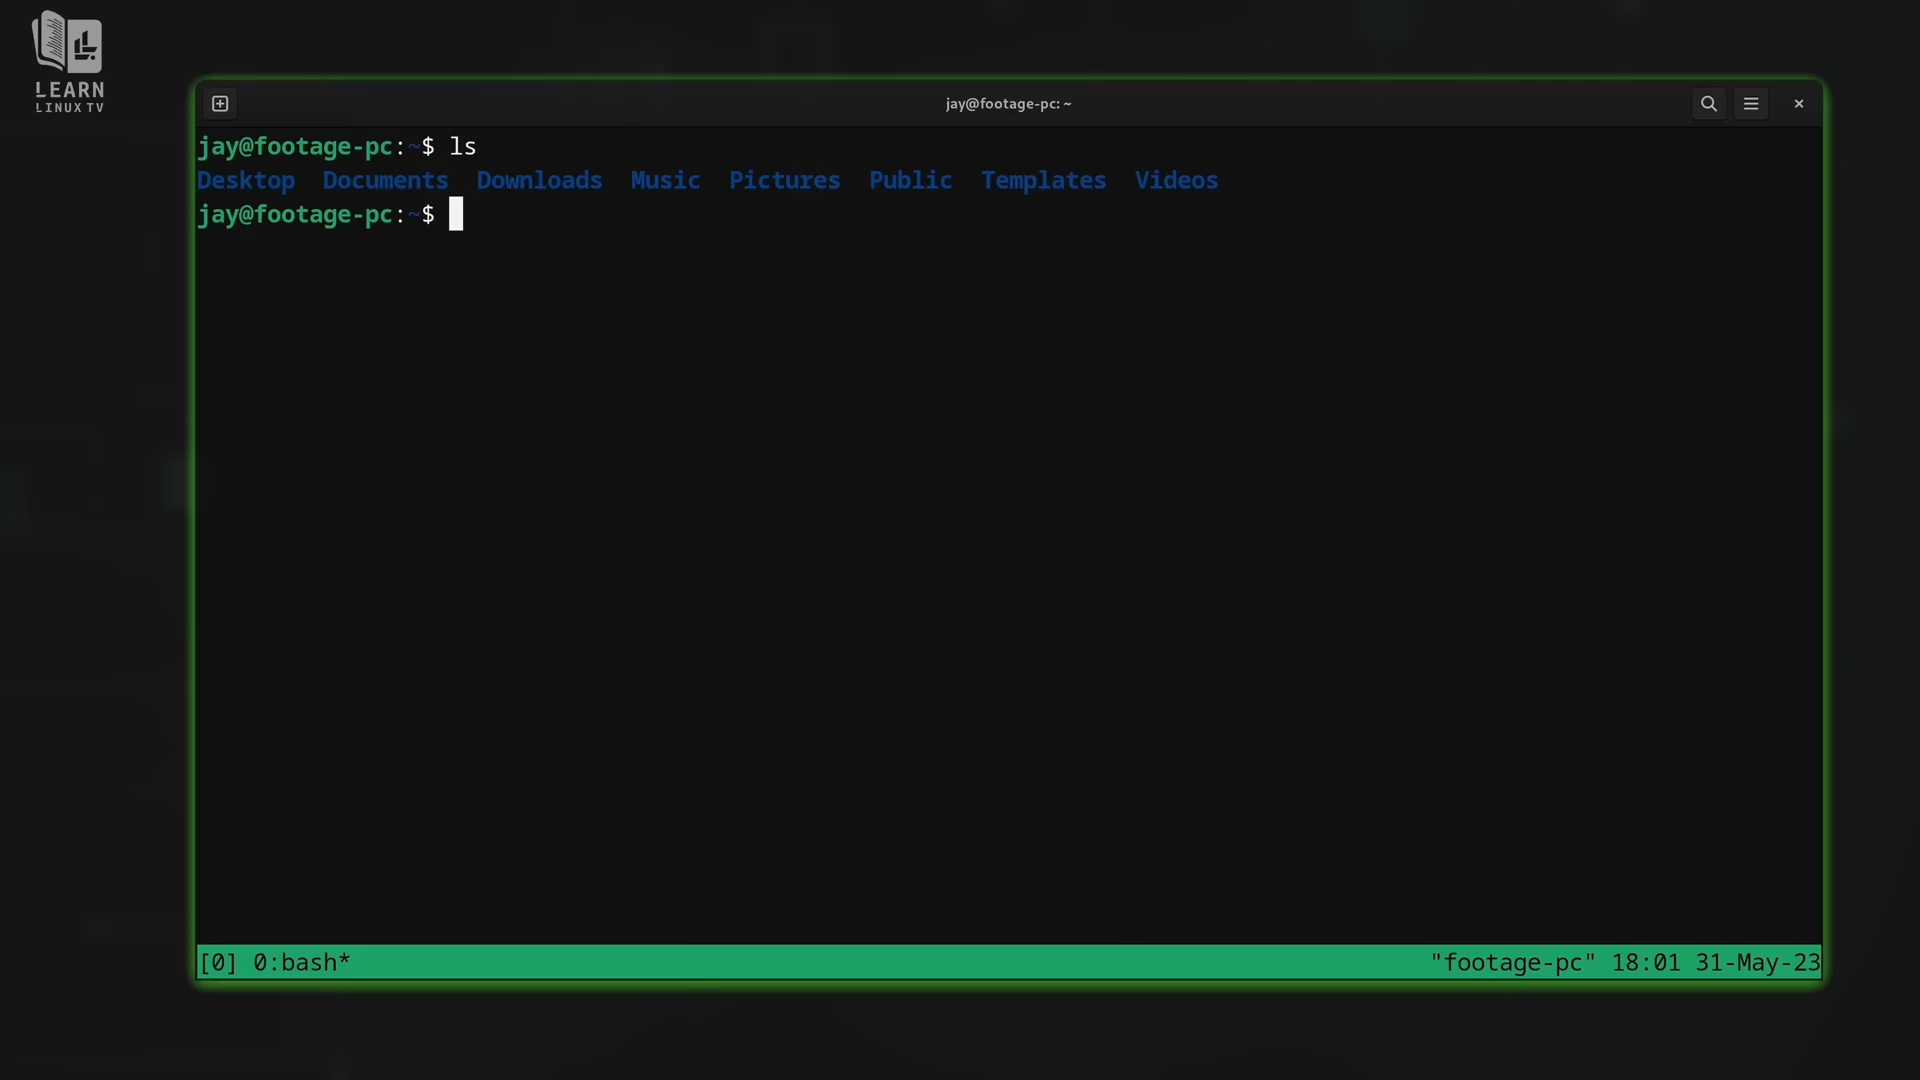 LEARN
LINUX TV
jay@footage-pc: ~
jay@footage-pc:~$ ls
Desktop  Documents  Downloads  Music  Pictures  Public  Templates  Videos
jay@footage-pc:~$
[0] 0:bash*  "footage-pc" 18:01 31-May-23